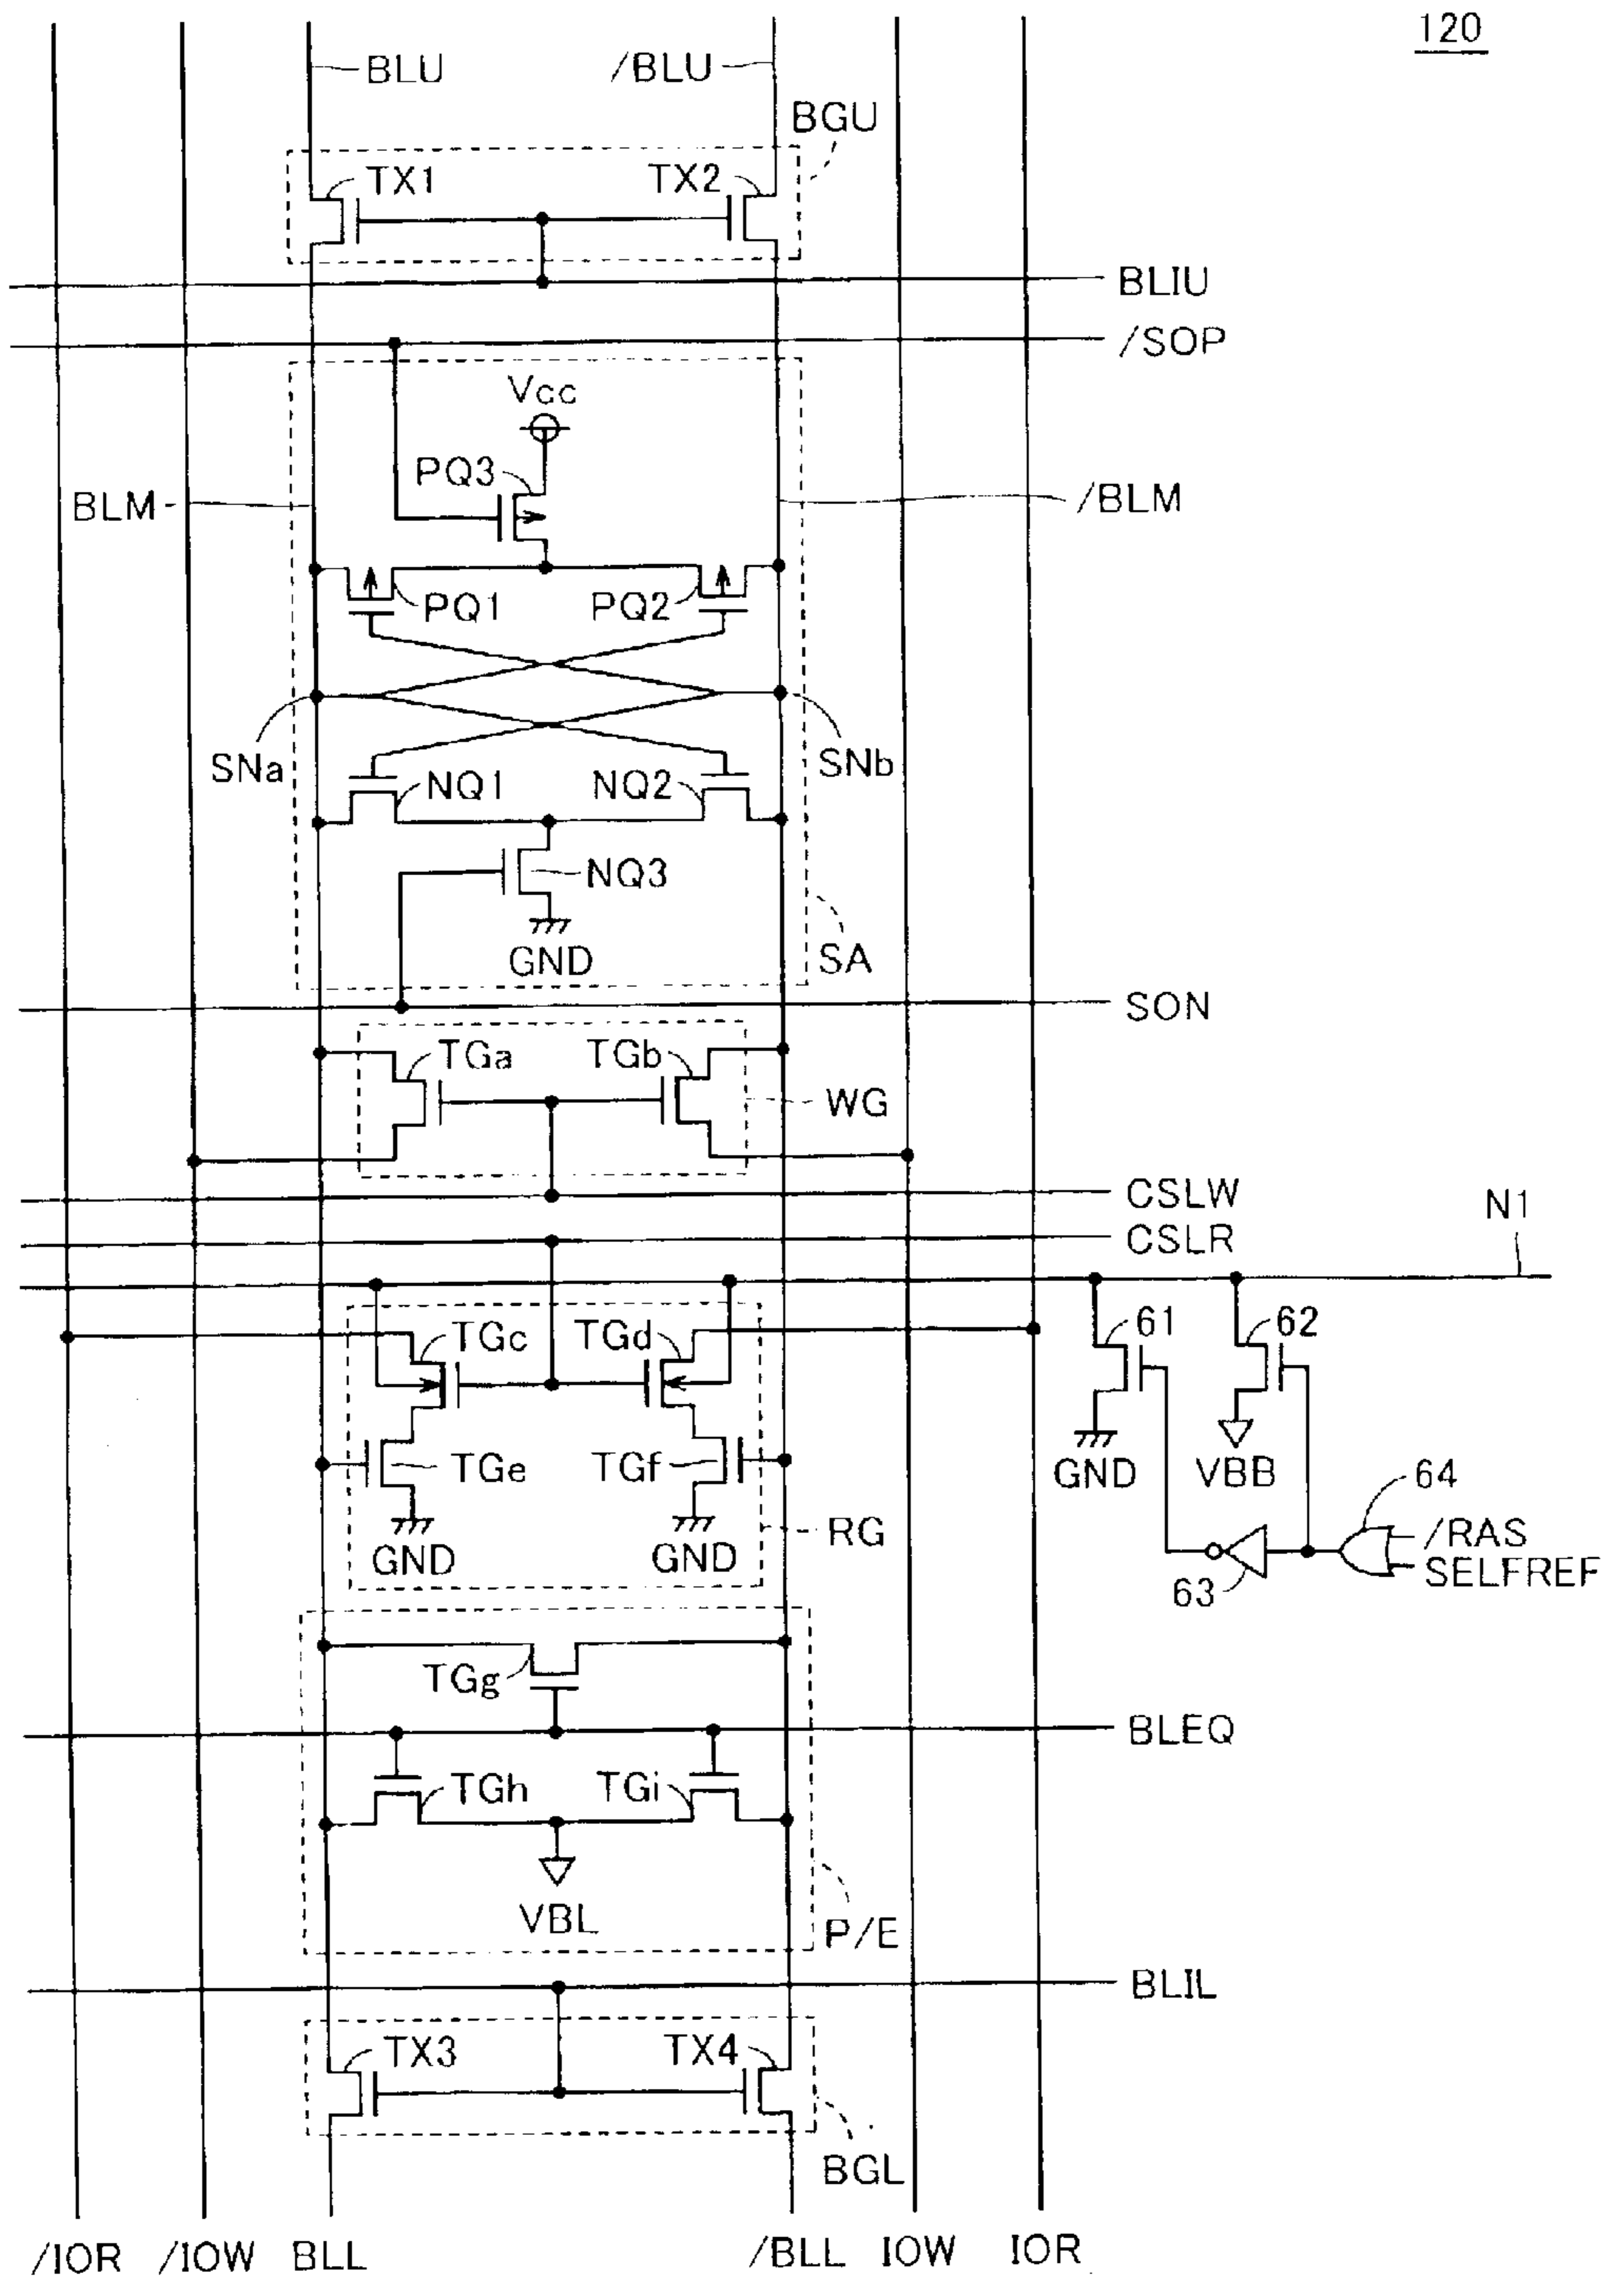 120
BLU /BLU
BGU
TX1 TX2
BLIU
/SOP
Vcc
PQ3
BLM /BLM
PQ1 PQ2
SNa SNb
NQ1 NQ2
NQ3
GND SA
SON
TGa TGb
WG
CSLW
CSLR N1
TGc TGd 61 62
TGe TGf GND VBB 64
GND GND RG /RAS
63 SELFREF
TGg
BLEQ
TGh TGi
VBL P/E
BLIL
TX3 TX4
BGL
/IOR /IOW BLL /BLL IOW IOR